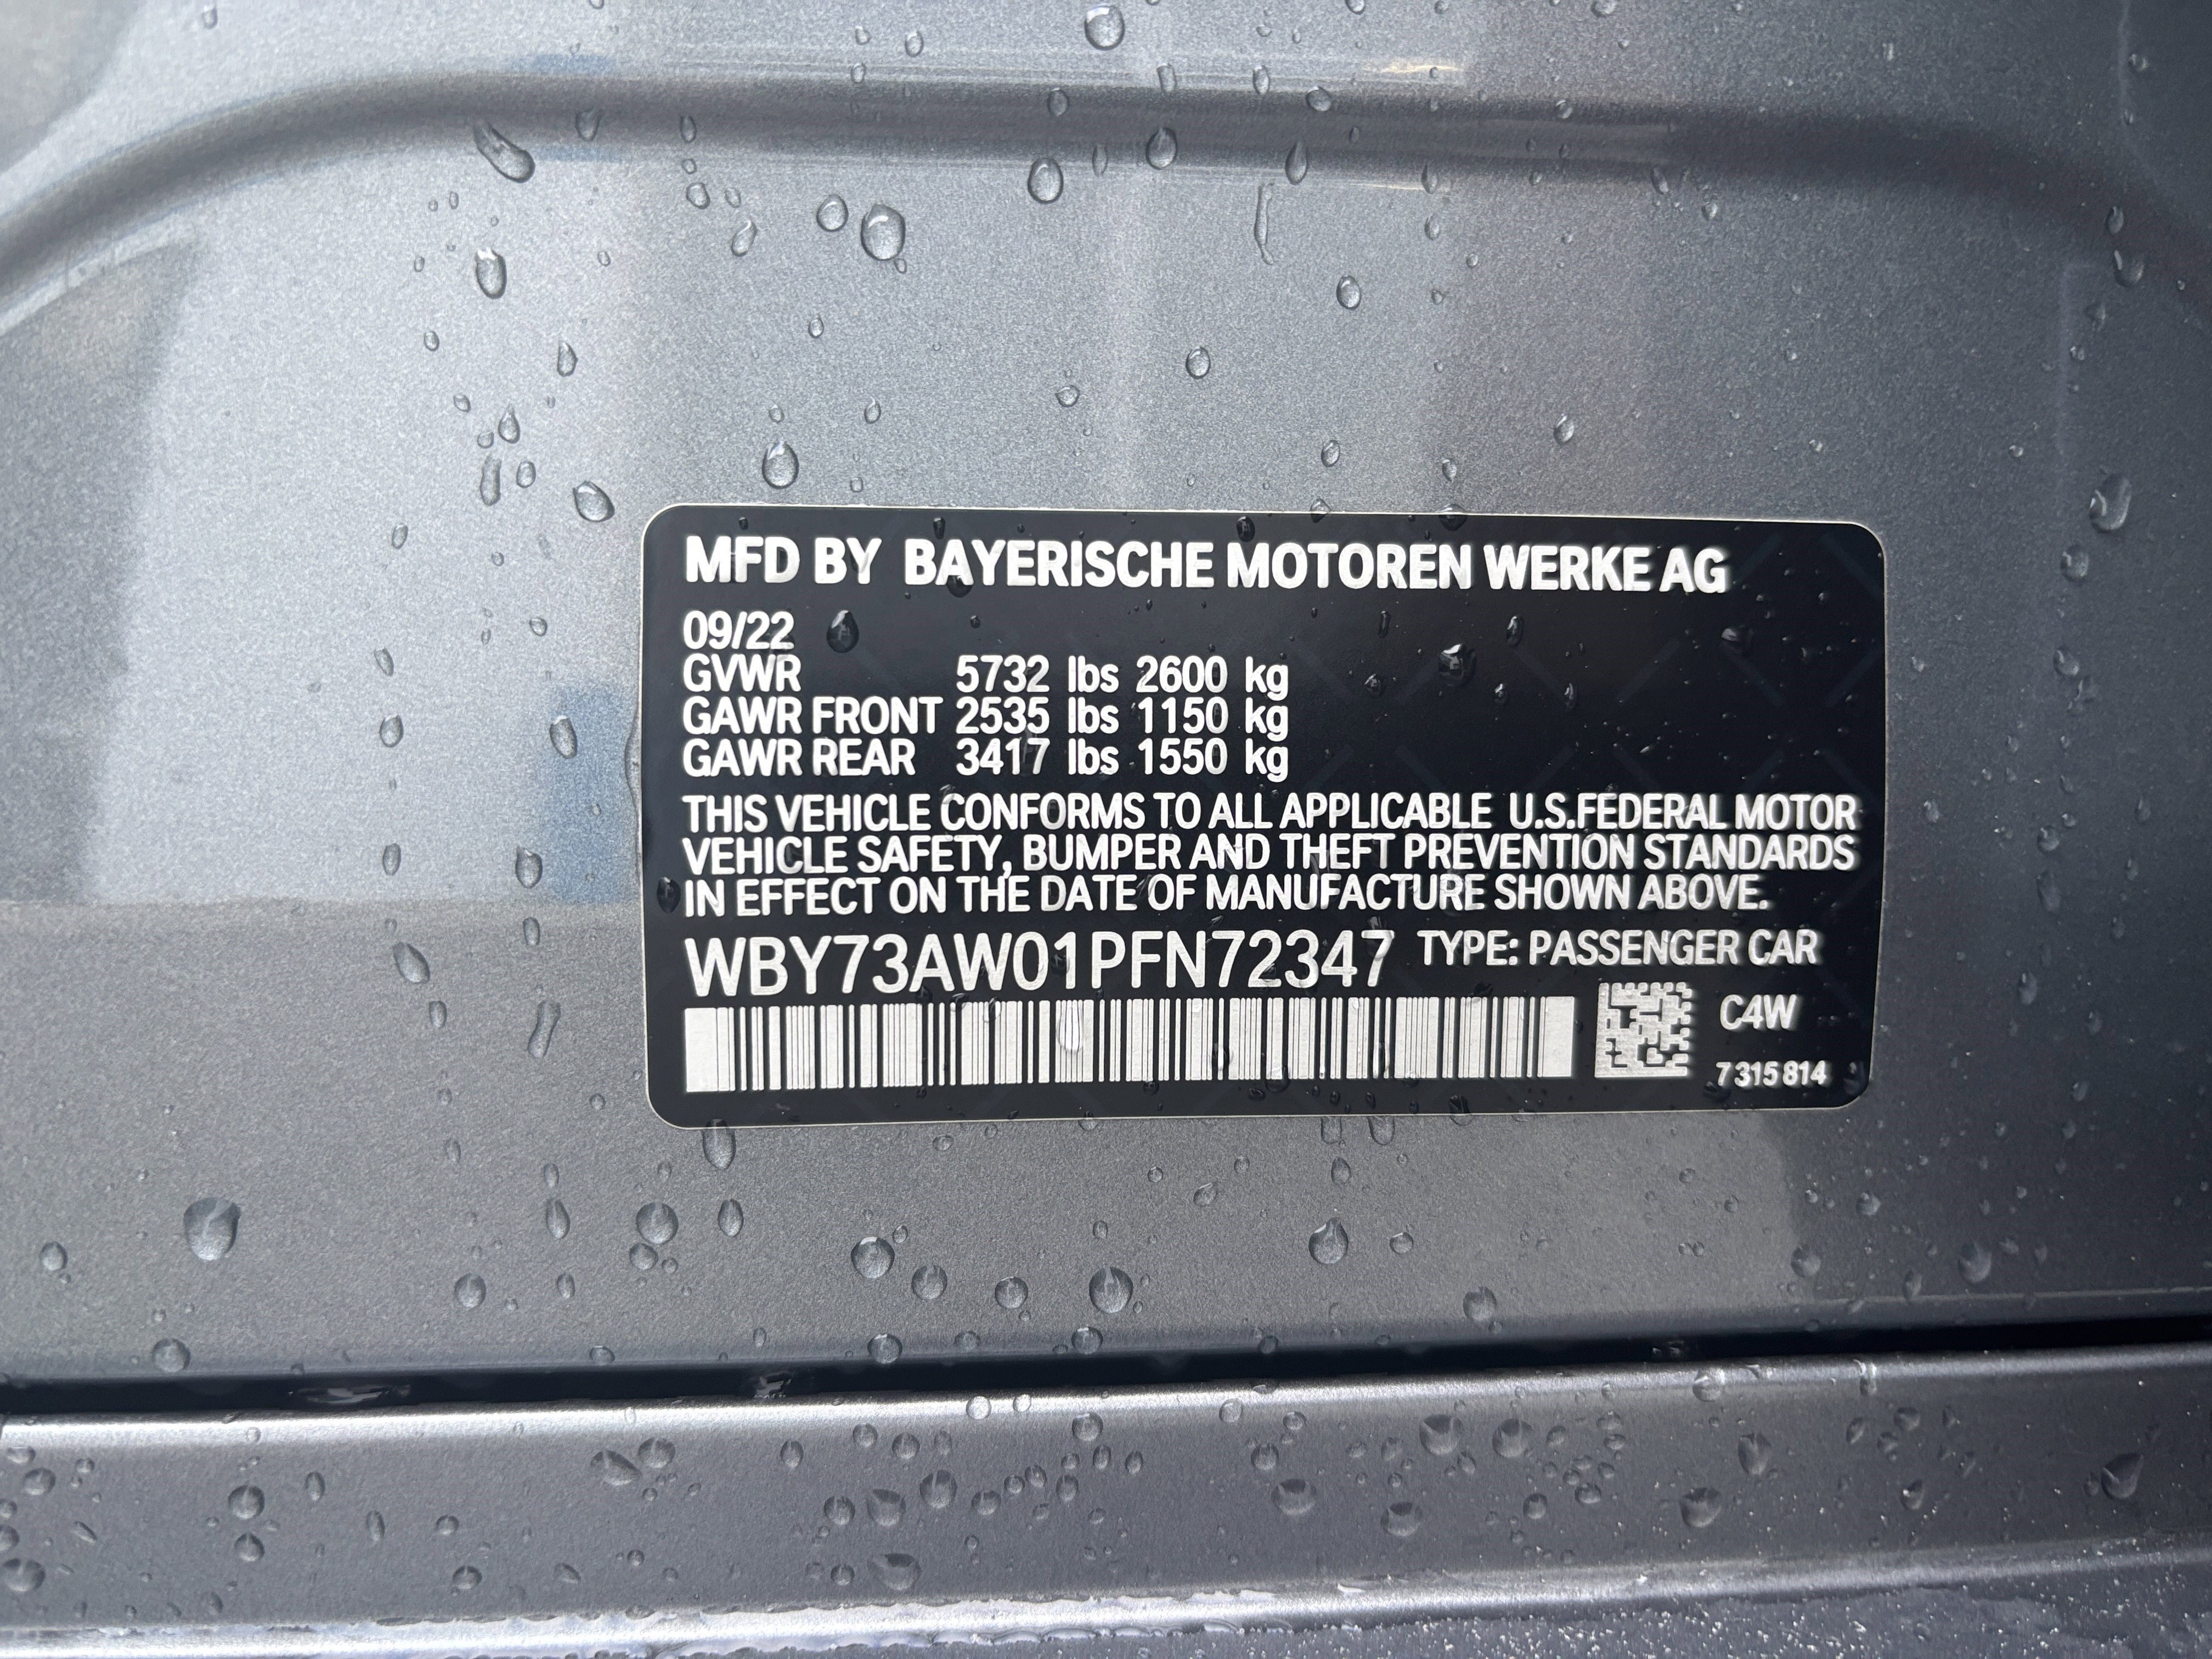 MFD BY BAYERISCHE MOTOREN WERKE AG
09/22
GVWR 5732 lbs 2600 kg
GAWR FRONT 2535 lbs 1150 kg
GAWR REAR 3417 lbs 1550 kg
THIS VEHICLE CONFORMS TO ALL APPLICABLE U.S.FEDERAL MOTOR
VEHICLE SAFETY, BUMPER AND THEFT PREVENTION STANDARDS
IN EFFECT ON THE DATE OF MANUFACTURE SHOWN ABOVE.
WBY73AW01PFN72347 TYPE: PASSENGER CAR
C4W
7 315 814